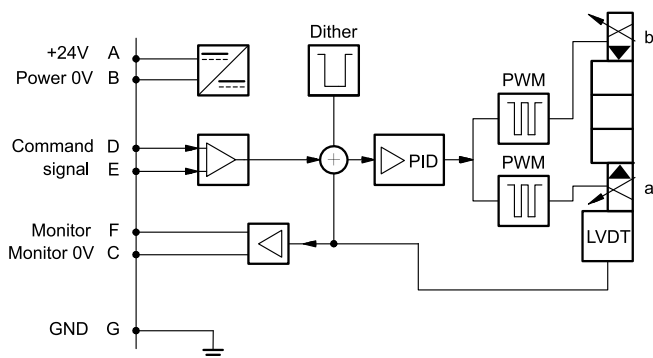 Dither
+24V A
Power 0V B
PWM
b
Command D
signal E
+
PID
PWM
a
Monitor F
Monitor 0V C
LVDT
GND G